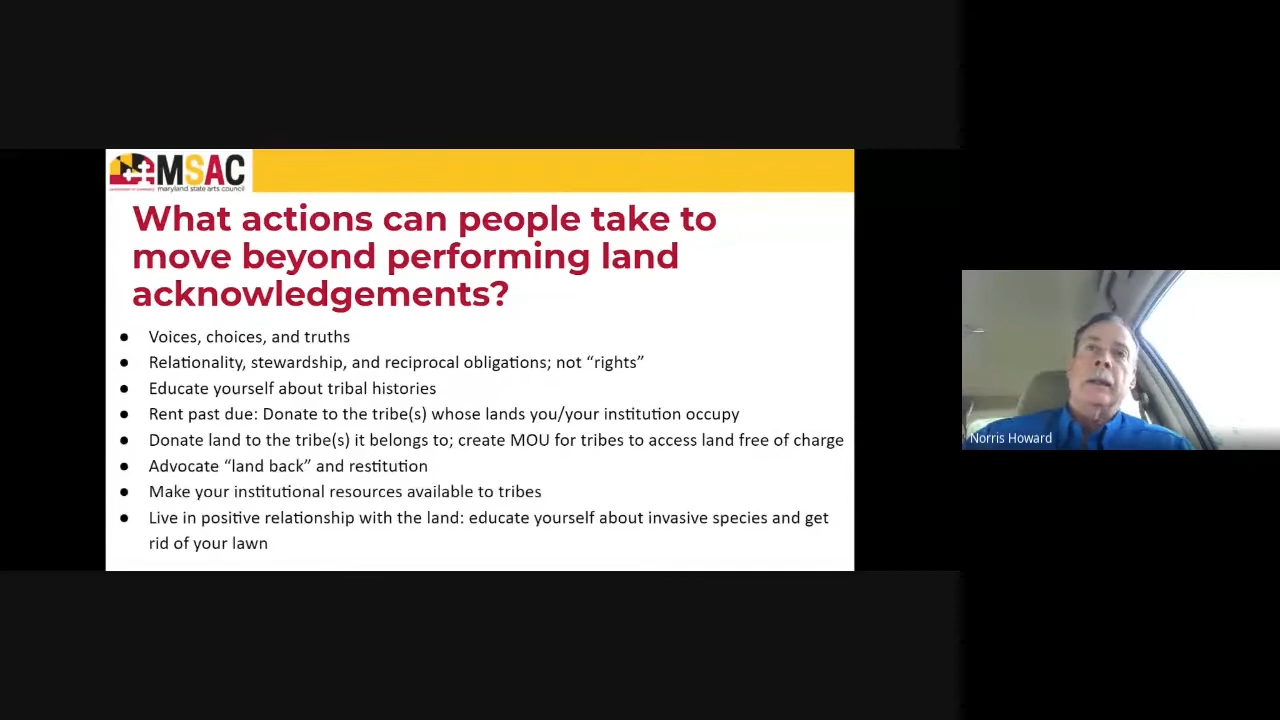 MSAC
maryland state arts council
What actions can people take to
move beyond performing land
acknowledgements?
● Voices, choices, and truths
● Relationality, stewardship, and reciprocal obligations; not “rights”
● Educate yourself about tribal histories
● Rent past due: Donate to the tribe(s) whose lands you/your institution occupy
● Donate land to the tribe(s) it belongs to; create MOU for tribes to access land free of charge
● Advocate “land back” and restitution
● Make your institutional resources available to tribes
● Live in positive relationship with the land: educate yourself about invasive species and get
rid of your lawn
Norris Howard